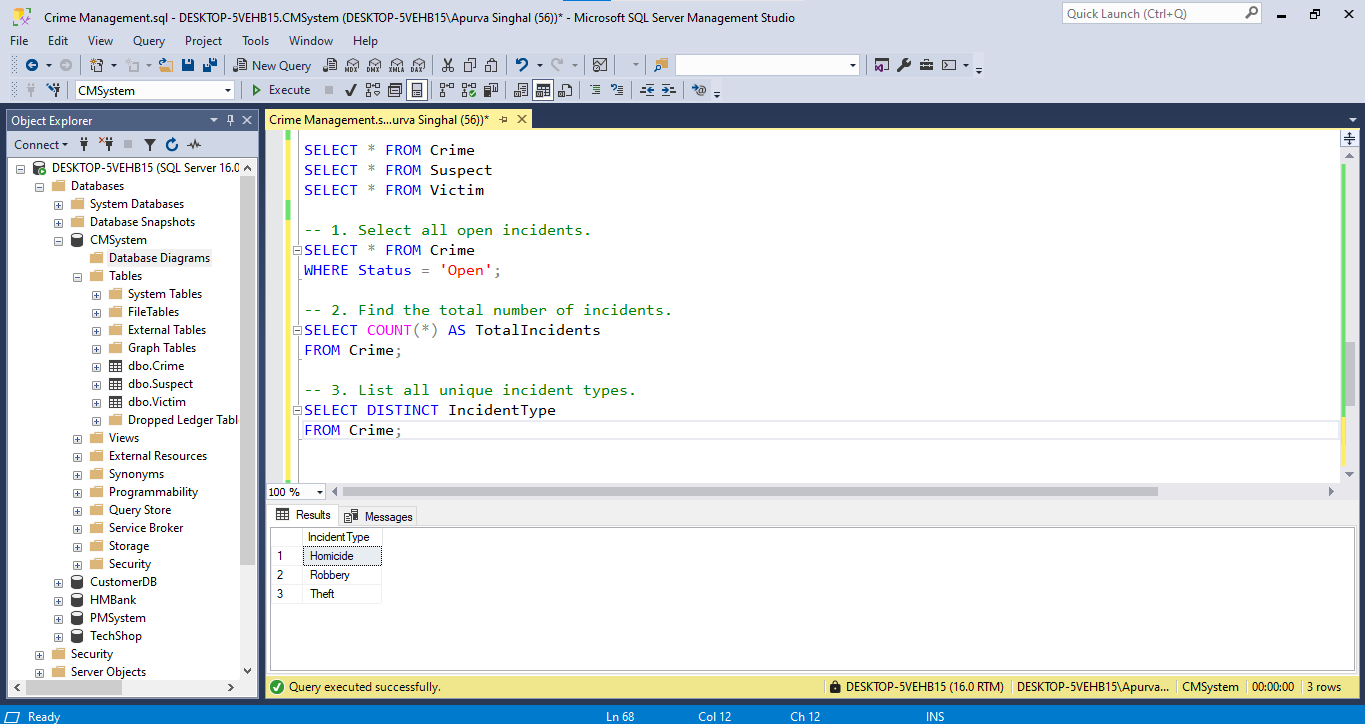 Crime Management.sql - DESKTOP-5VEHB15.CMSystem (DESKTOP-5VEHB15\Apurva Singhal (56))* - Microsoft SQL Server Management Studio
Quick Launch (Ctrl+Q)
File Edit View Query Project Tools Window Help
New Query
MDX DMX XMLA DAX
CMSystem
Execute
Object Explorer
Crime Management.s...urva Singhal (56))*
Connect
DESKTOP-5VEHB15 (SQL Server 16.0
Databases
System Databases
Database Snapshots
CMSystem
Database Diagrams
Tables
System Tables
FileTables
External Tables
Graph Tables
dbo.Crime
dbo.Suspect
dbo.Victim
Dropped Ledger Tabl
Views
External Resources
Synonyms
Programmability
Query Store
Service Broker
Storage
Security
CustomerDB
HMBank
PMSystem
TechShop
Security
Server Objects
SELECT * FROM Crime
SELECT * FROM Suspect
SELECT * FROM Victim
-- 1. Select all open incidents.
SELECT * FROM Crime
WHERE Status = 'Open';
-- 2. Find the total number of incidents.
SELECT COUNT(*) AS TotalIncidents
FROM Crime;
-- 3. List all unique incident types.
SELECT DISTINCT IncidentType
FROM Crime;
100 %
Results Messages
IncidentType
1 Homicide
2 Robbery
3 Theft
Query executed successfully.
DESKTOP-5VEHB15 (16.0 RTM) DESKTOP-5VEHB15\Apurva... CMSystem 00:00:00 3 rows
Ready Ln 68 Col 12 Ch 12 INS